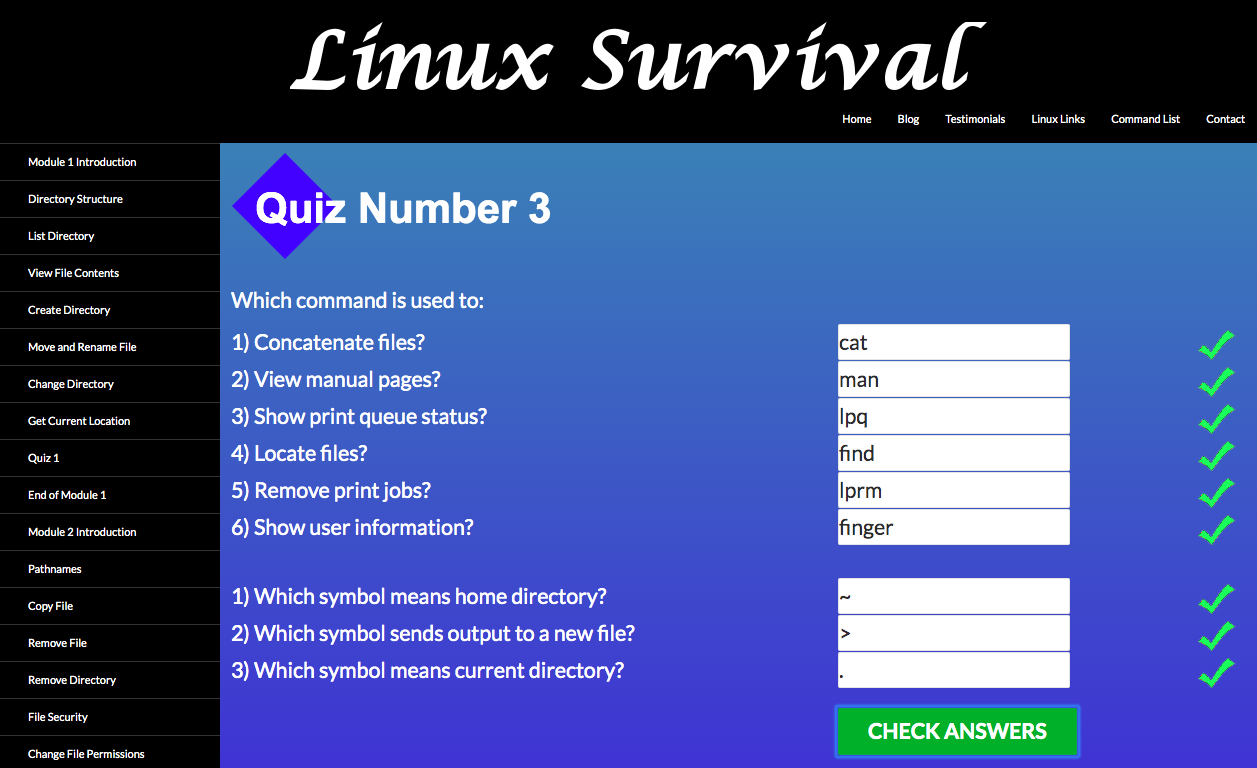 Linux Survival
Home Blog Testimonials Linux Links Command List Contact
Module 1 Introduction
Directory Structure
List Directory
View File Contents
Create Directory
Move and Rename File
Change Directory
Get Current Location
Quiz 1
End of Module 1
Module 2 Introduction
Pathnames
Copy File
Remove File
Remove Directory
File Security
Change File Permissions
Quiz Number 3
Which command is used to:
1) Concatenate files? cat
2) View manual pages? man
3) Show print queue status? lpq
4) Locate files? find
5) Remove print jobs? lprm
6) Show user information? finger
1) Which symbol means home directory? ~
2) Which symbol sends output to a new file? >
3) Which symbol means current directory? .
CHECK ANSWERS